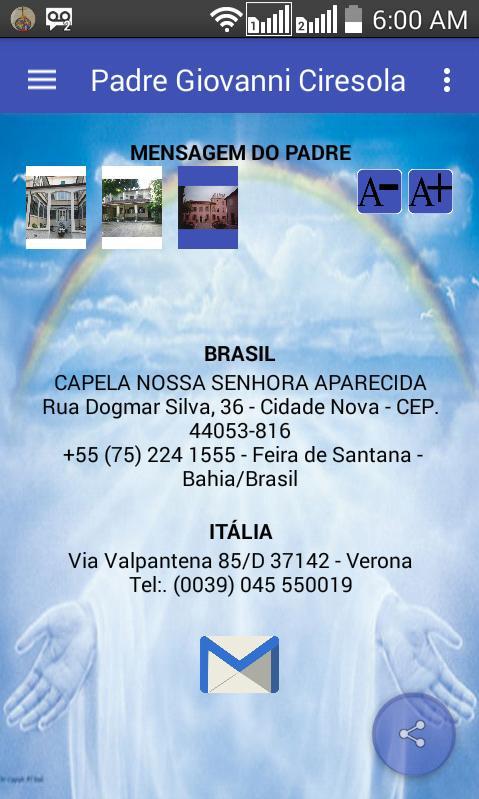 6:00 AM
Padre Giovanni Ciresola
MENSAGEM DO PADRE
A- A+
BRASIL
CAPELA NOSSA SENHORA APARECIDA
Rua Dogmar Silva, 36 - Cidade Nova - CEP.
44053-816
+55 (75) 224 1555 - Feira de Santana -
Bahia/Brasil
ITÁLIA
Via Valpantena 85/D 37142 - Verona
Tel:. (0039) 045 550019